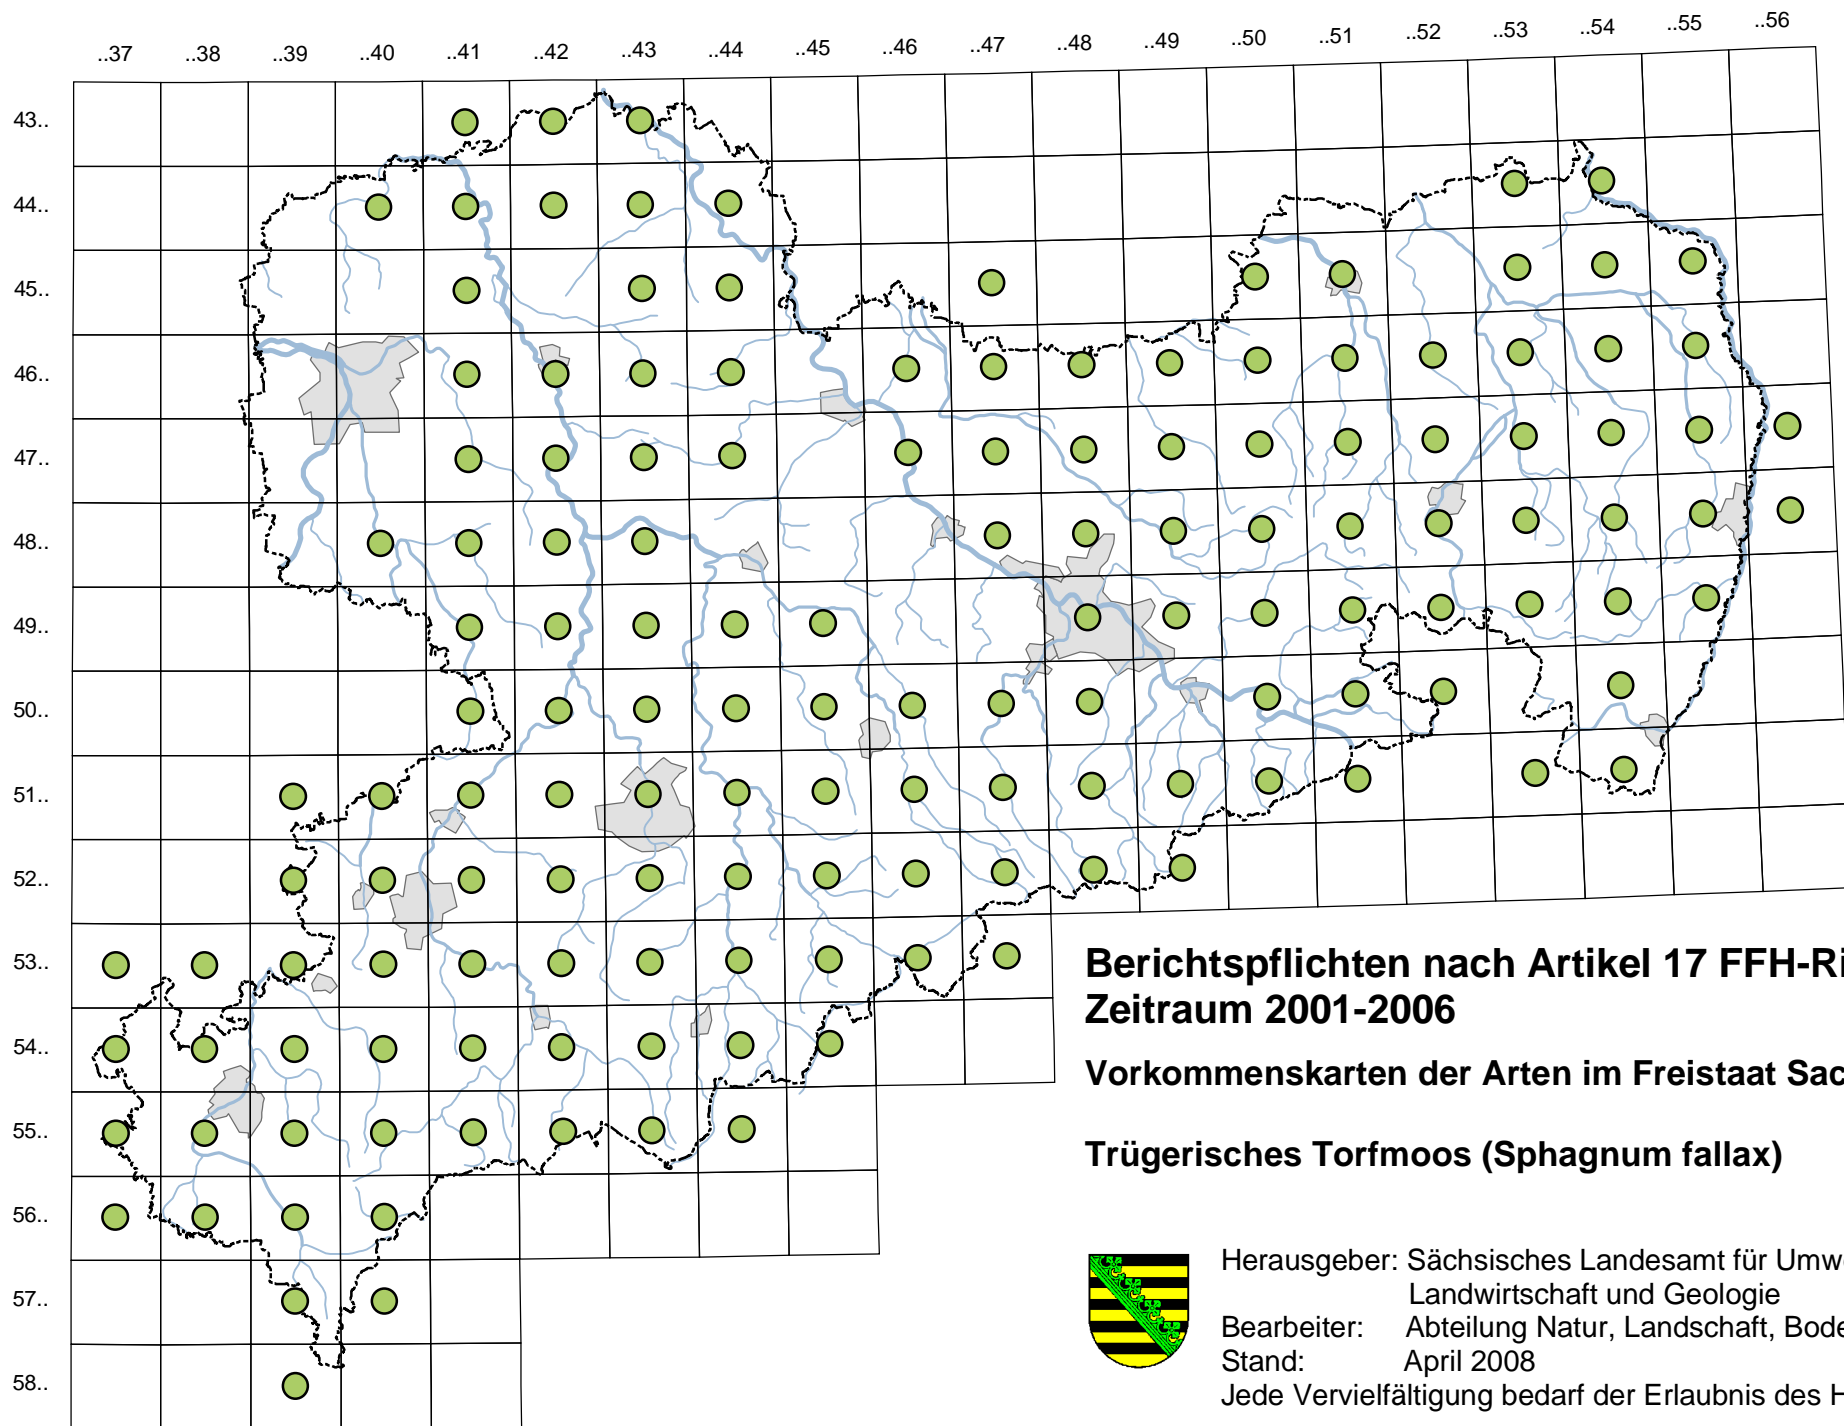 ..37 ..38 ..39 ..40 ..41 ..42 ..43 ..44 ..45 ..46 ..47 ..48 ..49 ..50 ..51 ..52 ..53 ..54 ..55 ..56
43..
44..
45..
46..
47..
48..
49..
50..
51..
52..
53..
54..
55..
56..
57..
58..
Berichtspflichten nach Artikel 17 FFH-Ri
Zeitraum 2001-2006
Vorkommenskarten der Arten im Freistaat Sac
Trügerisches Torfmoos (Sphagnum fallax)
Herausgeber: Sächsisches Landesamt für Umw
Landwirtschaft und Geologie
Bearbeiter: Abteilung Natur, Landschaft, Bode
Stand: April 2008
Jede Vervielfältigung bedarf der Erlaubnis des H